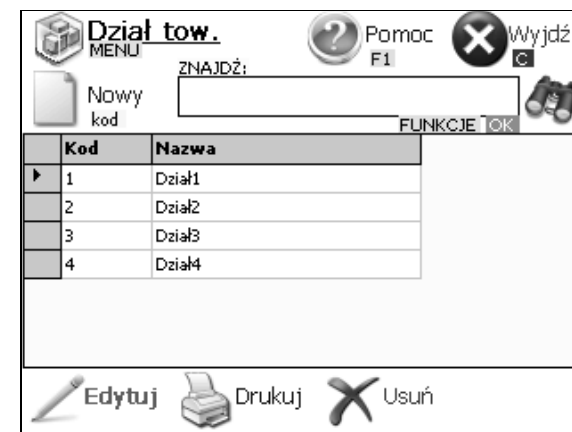 Dział tow. Pomoc Wyjdź
MENU F1 C
ZNAJDŹ:
Nowy
kod
FUNKCJE OK
Kod Nazwa
1 Dział1
2 Dział2
3 Dział3
4 Dział4
Edytuj Drukuj Usuń